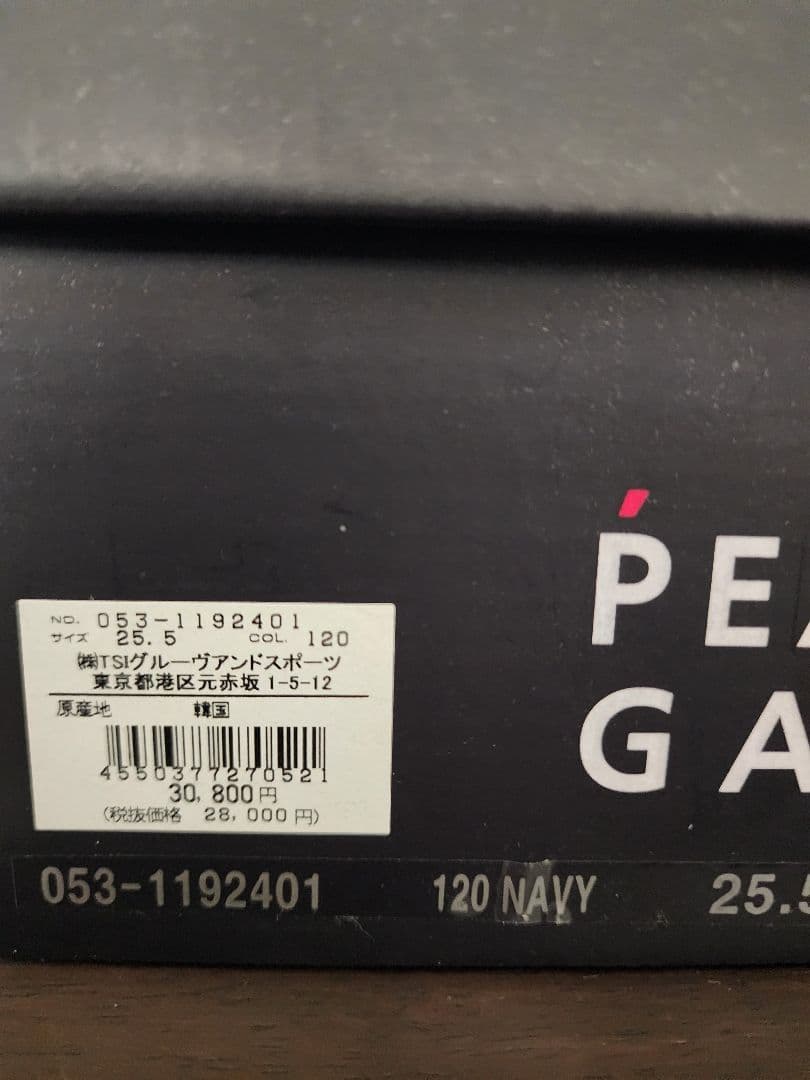 ṔEA
GA
NO. 053-1192401
サイズ 25.5 COL. 120
㈱TSIグルーヴアンドスポーツ
東京都港区元赤坂 1-5-12
原産地 韓国
4550377270521
30,800円
(税抜価格 28,000円)
053-1192401 120 NAVY 25.5